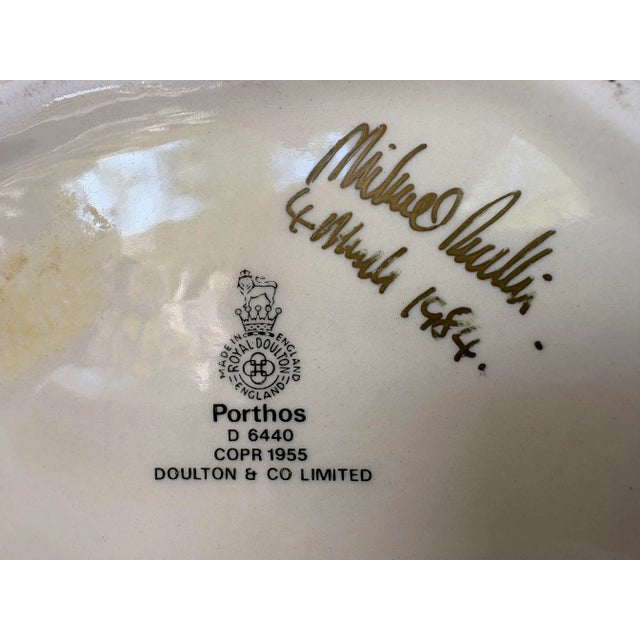 Michael Doulton.
4 March 1984.
MADE IN ENGLAND
ROYAL DOULTON
ENGLAND
Porthos
D 6440
COPR 1955
DOULTON & CO LIMITED